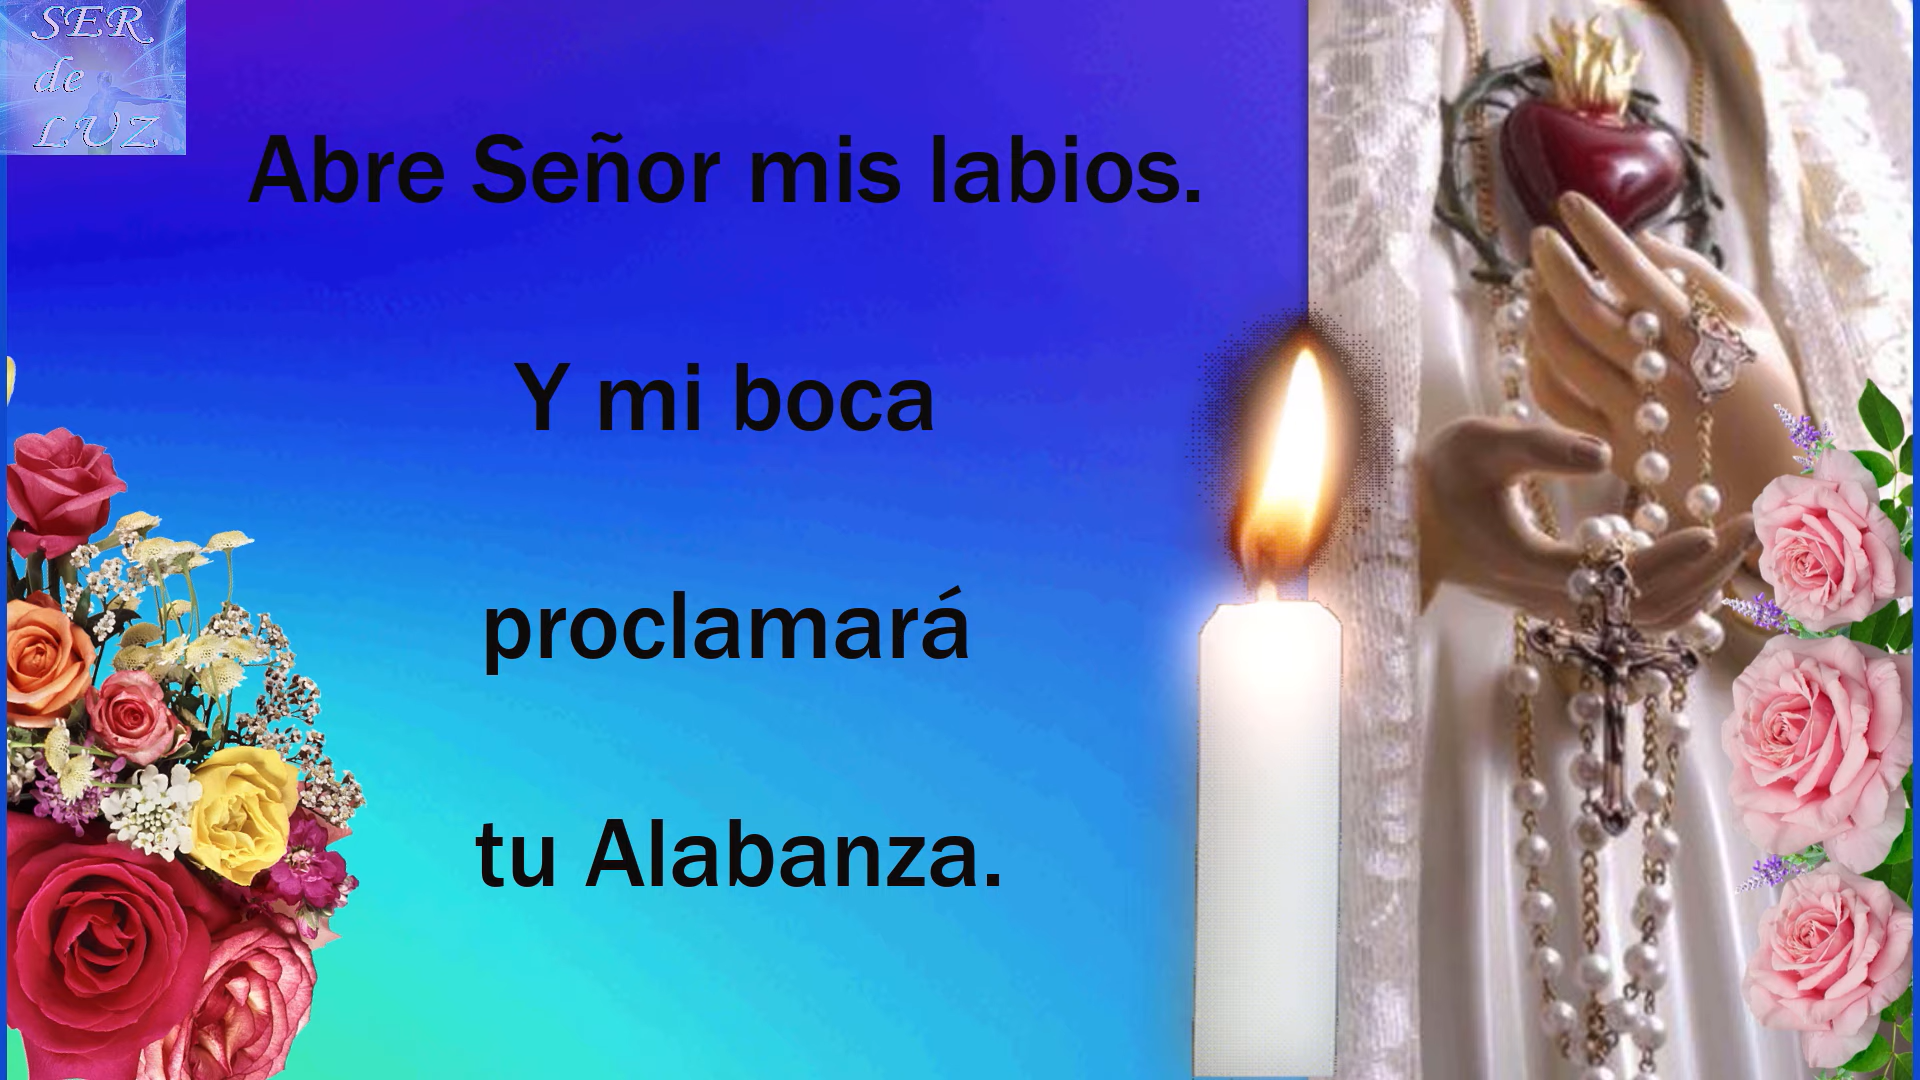 SER
de
LUZ
Abre Señor mis labios.
Y mi boca
proclamará
tu Alabanza.